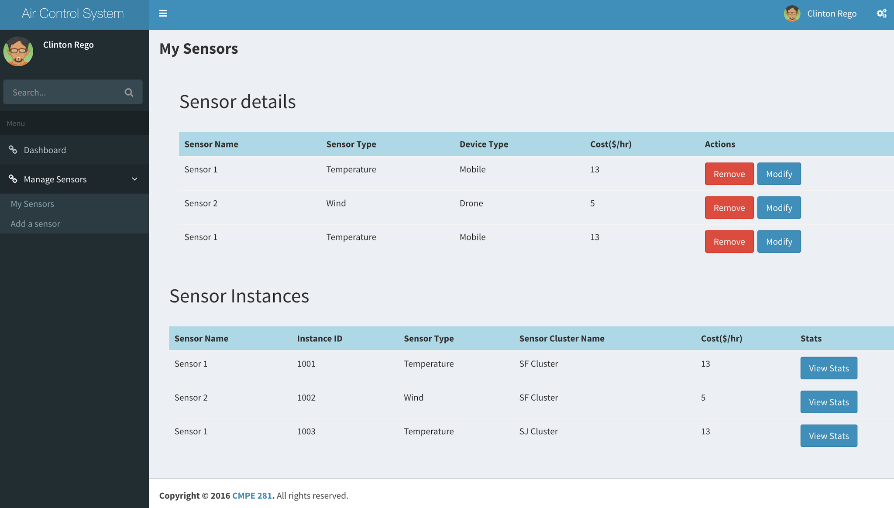 Air Control System
Clinton Rego
Clinton Rego
Search...
Menu
Dashboard
Manage Sensors
My Sensors
Add a sensor
My Sensors
Sensor details
Sensor Name Sensor Type Device Type Cost($/hr) Actions
Sensor 1 Temperature Mobile 13 Remove Modify
Sensor 2 Wind Drone 5 Remove Modify
Sensor 1 Temperature Mobile 13 Remove Modify
Sensor Instances
Sensor Name Instance ID Sensor Type Sensor Cluster Name Cost($/hr) Stats
Sensor 1 1001 Temperature SF Cluster 13 View Stats
Sensor 2 1002 Wind SF Cluster 5 View Stats
Sensor 1 1003 Temperature SJ Cluster 13 View Stats
Copyright © 2016 CMPE 281. All rights reserved.